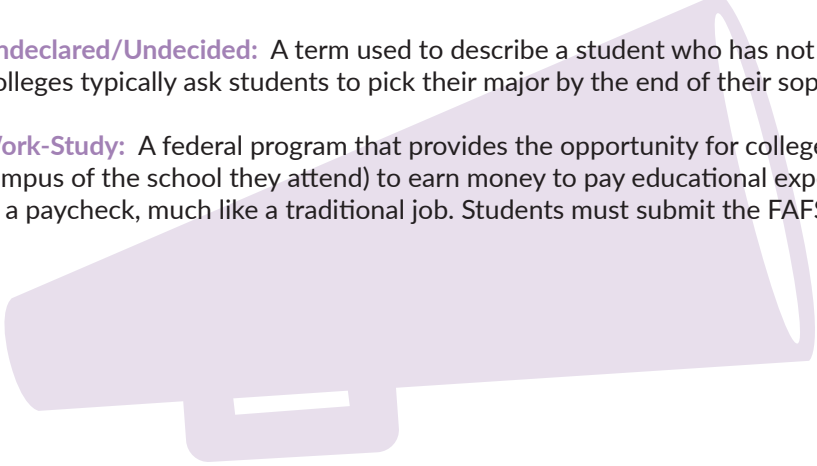 ndeclared/Undecided: A term used to describe a student who has not
olleges typically ask students to pick their major by the end of their sop
ork-Study: A federal program that provides the opportunity for college
mpus of the school they attend) to earn money to pay educational exp
a paycheck, much like a traditional job. Students must submit the FAFS